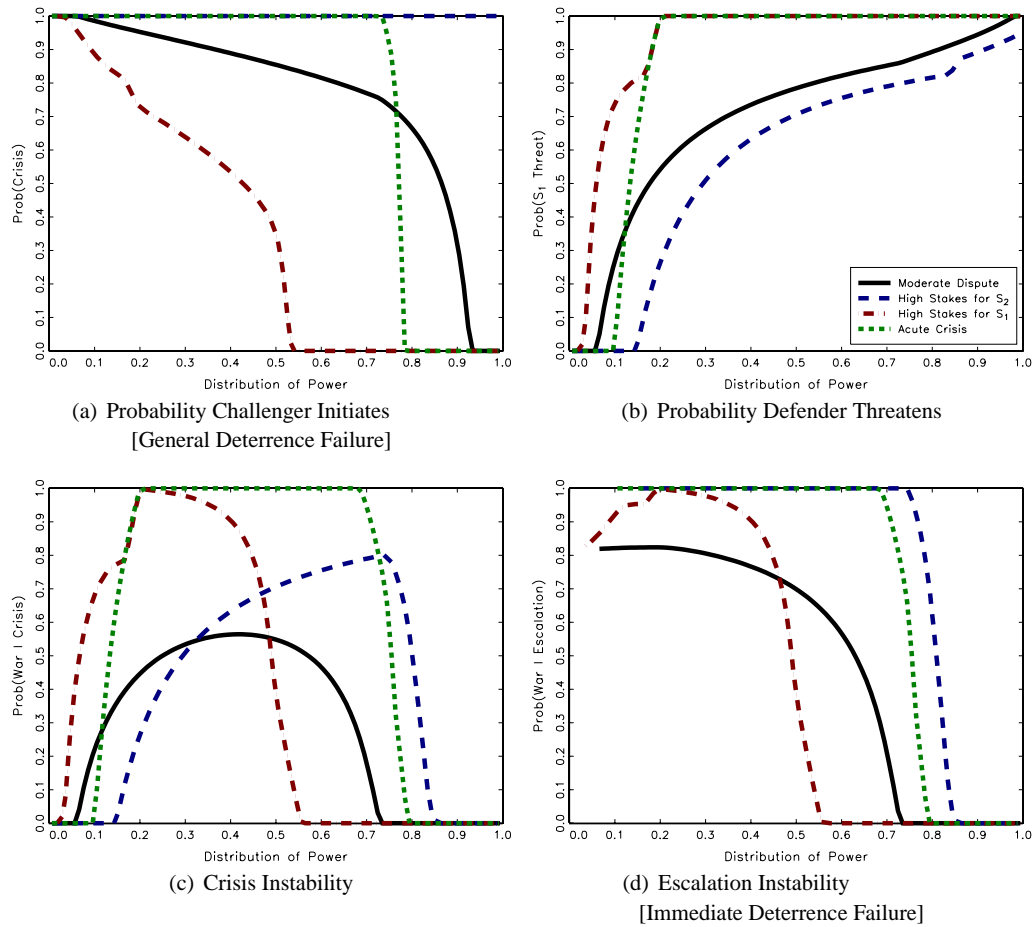 Prob(Crisis)
1.0
0.9
0.8
0.7
0.6
0.5
0.4
0.3
0.2
0.1
0.0
0.0 0.1 0.2 0.3 0.4 0.5 0.6 0.7 0.8 0.9 1.0
Distribution of Power
(a) Probability Challenger Initiates
[General Deterrence Failure]
Prob(S1 Threat)
1.0
0.9
0.8
0.7
0.6
0.5
0.4
0.3
0.2
0.1
0.0
Moderate Dispute
High Stakes for S2
High Stakes for S1
Acute Crisis
0.0 0.1 0.2 0.3 0.4 0.5 0.6 0.7 0.8 0.9 1.0
Distribution of Power
(b) Probability Defender Threatens
Prob(War | Crisis)
1.0
0.9
0.8
0.7
0.6
0.5
0.4
0.3
0.2
0.1
0.0
0.0 0.1 0.2 0.3 0.4 0.5 0.6 0.7 0.8 0.9 1.0
Distribution of Power
(c) Crisis Instability
Prob(War | Escalation)
1.0
0.9
0.8
0.7
0.6
0.5
0.4
0.3
0.2
0.1
0.0
0.0 0.1 0.2 0.3 0.4 0.5 0.6 0.7 0.8 0.9 1.0
Distribution of Power
(d) Escalation Instability
[Immediate Deterrence Failure]